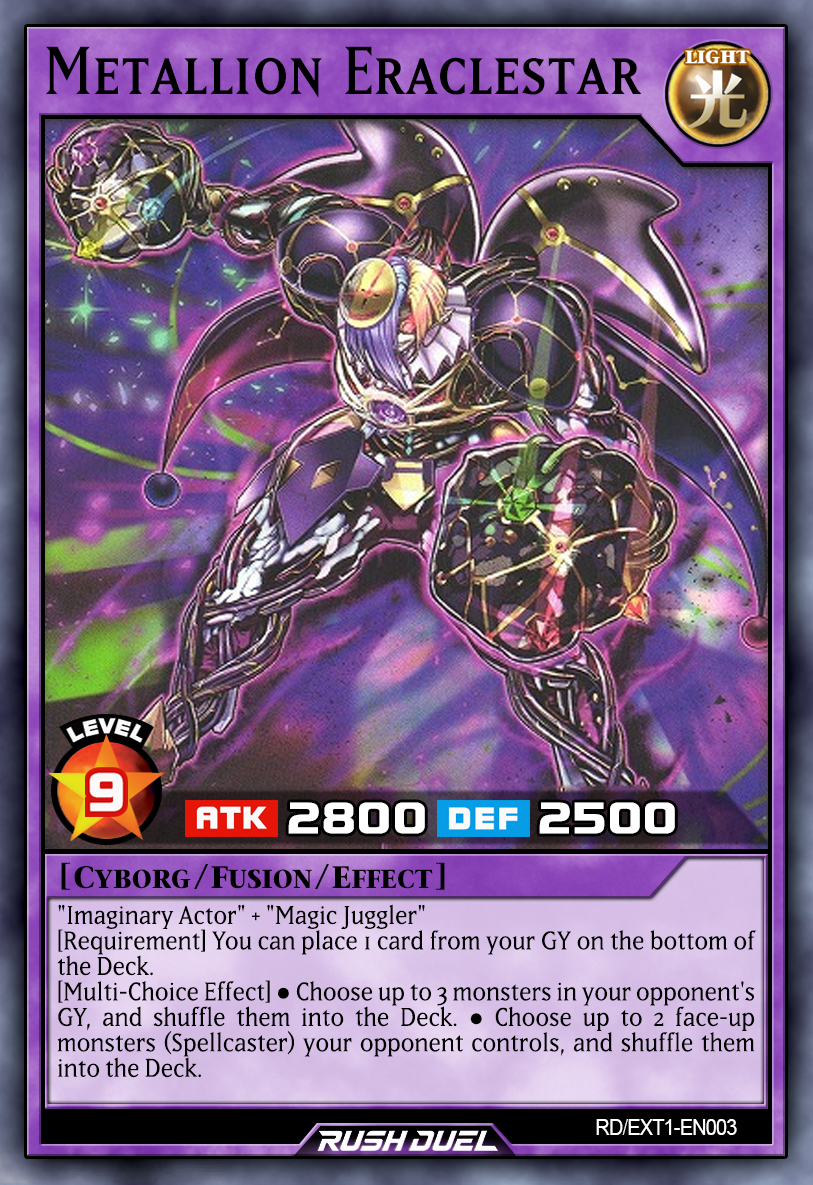 Metallion Eraclestar
LIGHT
光
LEVEL
9
ATK 2800 DEF 2500
[Cyborg/Fusion/Effect]
"Imaginary Actor" + "Magic Juggler"
[Requirement] You can place 1 card from your GY on the bottom of
the Deck.
[Multi-Choice Effect] ● Choose up to 3 monsters in your opponent's
GY, and shuffle them into the Deck. ● Choose up to 2 face-up
monsters (Spellcaster) your opponent controls, and shuffle them
into the Deck.
RD/EXT1-EN003
RUSH DUEL